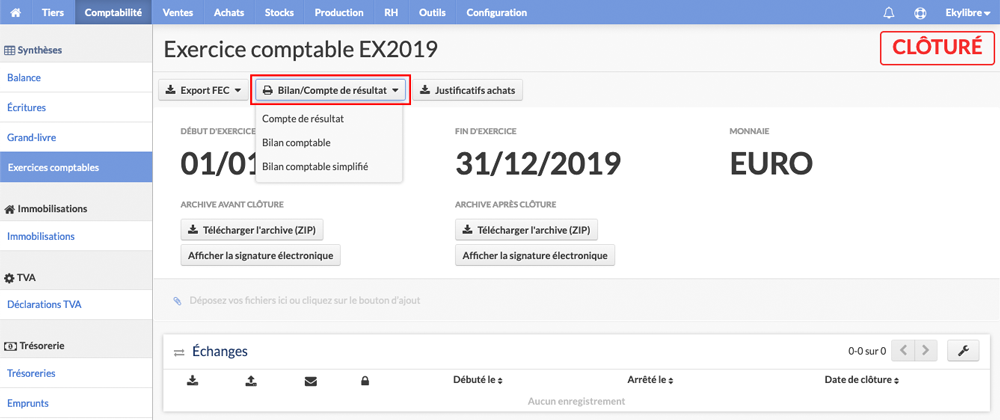 Tiers Comptabilité Ventes Achats Stocks Production RH Outils Configuration Ekylibre
Synthèses
Balance
Écritures
Grand-livre
Exercices comptables
Immobilisations
Immobilisations
TVA
Déclarations TVA
Trésorerie
Trésoreries
Emprunts
Exercice comptable EX2019
CLÔTURÉ
Export FEC Bilan/Compte de résultat Justificatifs achats
Compte de résultat
Bilan comptable
Bilan comptable simplifié
DÉBUT D'EXERCICE FIN D'EXERCICE MONNAIE
01/01 31/12/2019 EURO
ARCHIVE AVANT CLÔTURE ARCHIVE APRÈS CLÔTURE
Télécharger l'archive (ZIP) Télécharger l'archive (ZIP)
Afficher la signature électronique Afficher la signature électronique
Déposez vos fichiers ici ou cliquez sur le bouton d'ajout
Échanges 0-0 sur 0
Débuté le Arrêté le Date de clôture
Aucun enregistrement